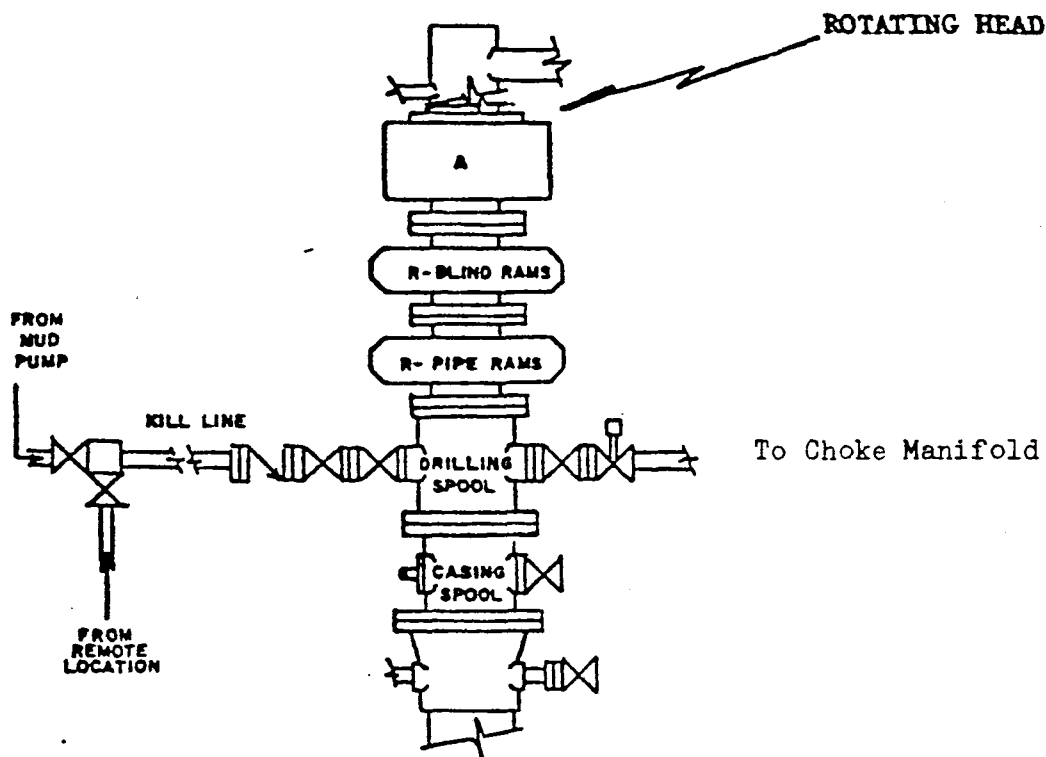 ROTATING HEAD
A
R-BLIND RAMS
R- PIPE RAMS
FROM
MUD
PUMP
KILL LINE
DRILLING
SPOOL
To Choke Manifold
CASING
SPOOL
FROM
REMOTE
LOCATION